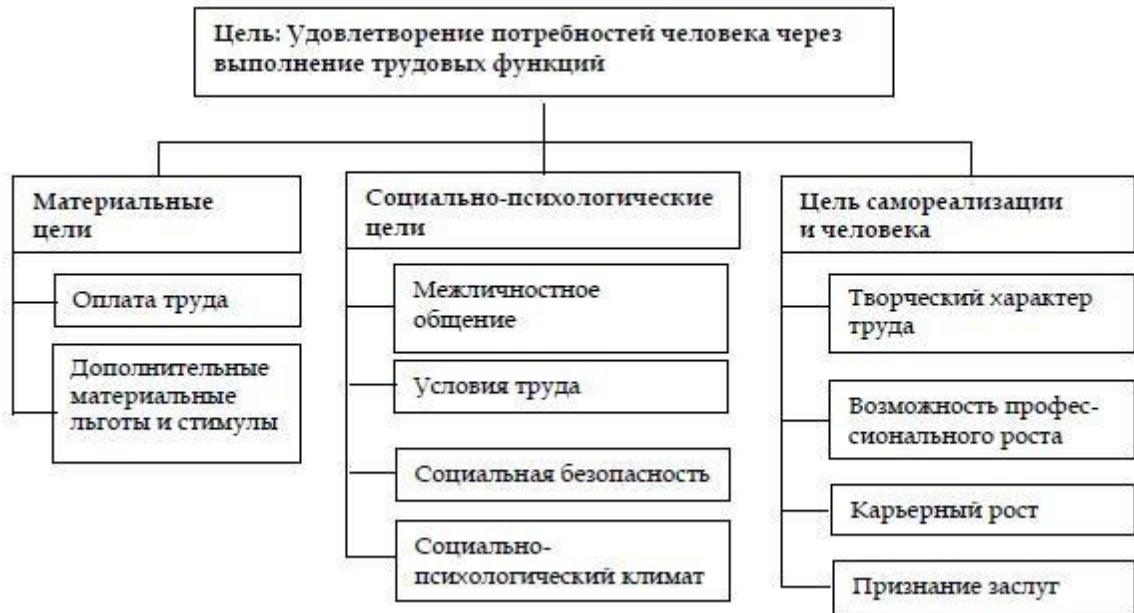 Цель: Удовлетворение потребностей человека через
выполнение трудовых функций
Материальные
цели
Оплата труда
Дополнительные
материальные
льготы и стимулы
Социально-психологические
цели
Межличностное
общение
Условия труда
Социальная безопасность
Социально-
психологический климат
Цель самореализации
и человека
Творческий характер
труда
Возможность профес-
сионального роста
Карьерный рост
Признание заслуг